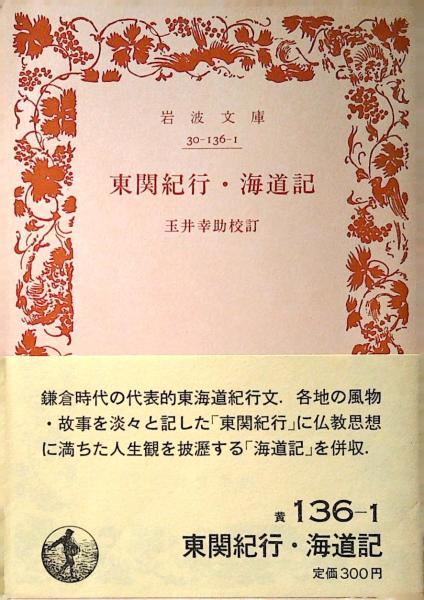 岩波文庫
30-136-1
東関紀行・海道記
玉井幸助校訂
鎌倉時代の代表的東海道紀行文．各地の風物
・故事を淡々と記した「東関紀行」に仏教思想
に満ちた人生観を披瀝する「海道記」を併収．
黄 136-1
東関紀行・海道記
定価300円